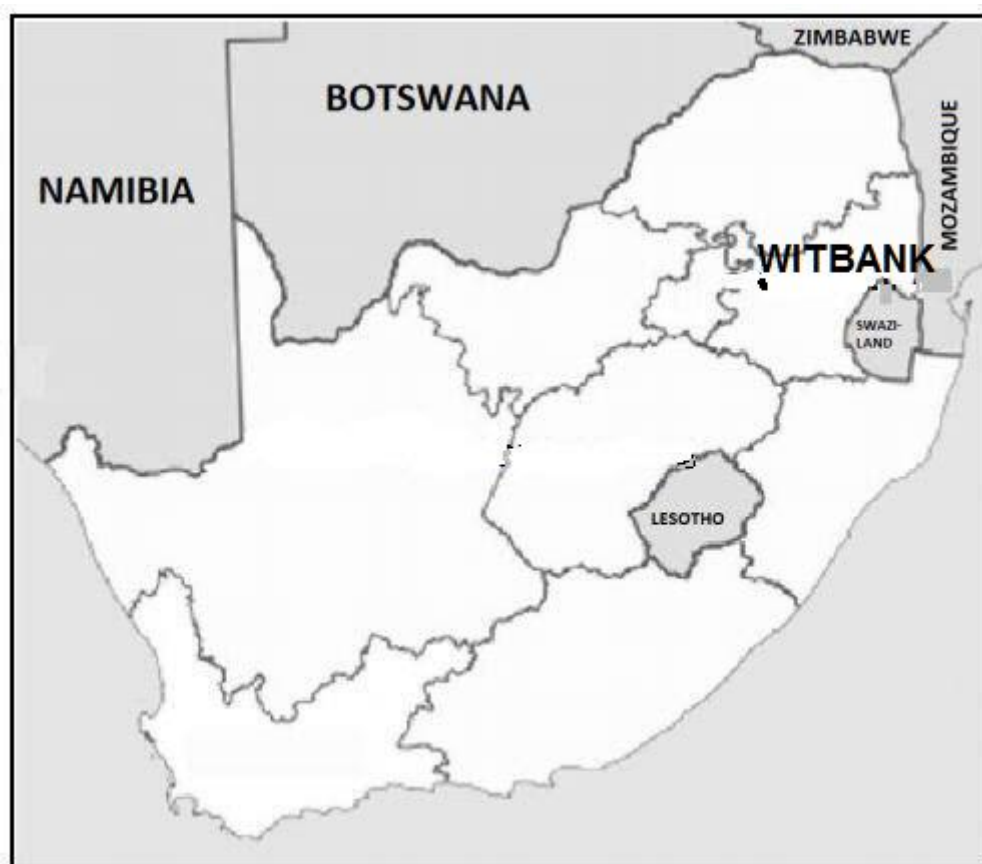 ZIMBABWE
BOTSWANA
NAMIBIA
MOZAMBIQUE
WITBANK
SWAZI-
LAND
LESOTHO